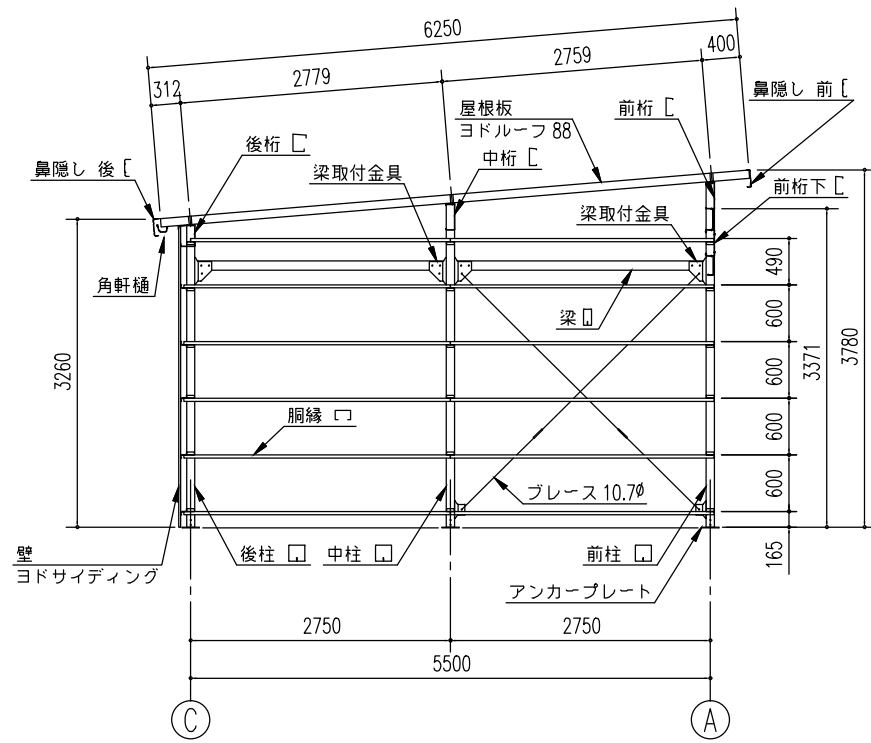 6250
312
2779
2759
400
屋根板
ヨドルーフ 88
前桁
鼻隠し 前
後桁
中桁
鼻隠し 後
梁取付金具
前桁下
梁取付金具
角軒樋
490
梁
600
3260
3371
3780
600
胴縁
600
ブレース 10.7φ
600
壁
ヨドサイディング
後柱
中柱
前柱
165
アンカープレート
2750
2750
5500
C
A